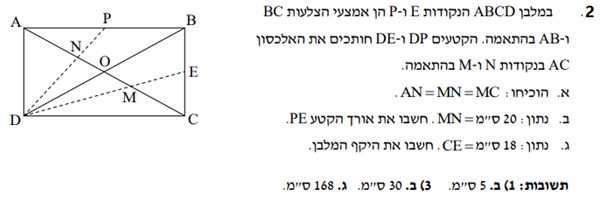 2. במלבן ABCD הנקודות E ו-P הן אמצעי הצלעות BC
ו-AB בהתאמה. הקטעים DP ו-DE חותכים את האלכסון
AC בנקודות N ו-M בהתאמה.
א. הוכיחו: AN=MN=MC.
ב. נתון: 20 ס״מ=MN. חשבו את אורך הקטע PE.
ג. נתון: 18 ס״מ=CE. חשבו את היקף המלבן.
תשובות: 1) ב. 5 ס״מ. 3) ב. 30 ס״מ. ג. 168 ס״מ.
A P B
N
O
E
M
D C